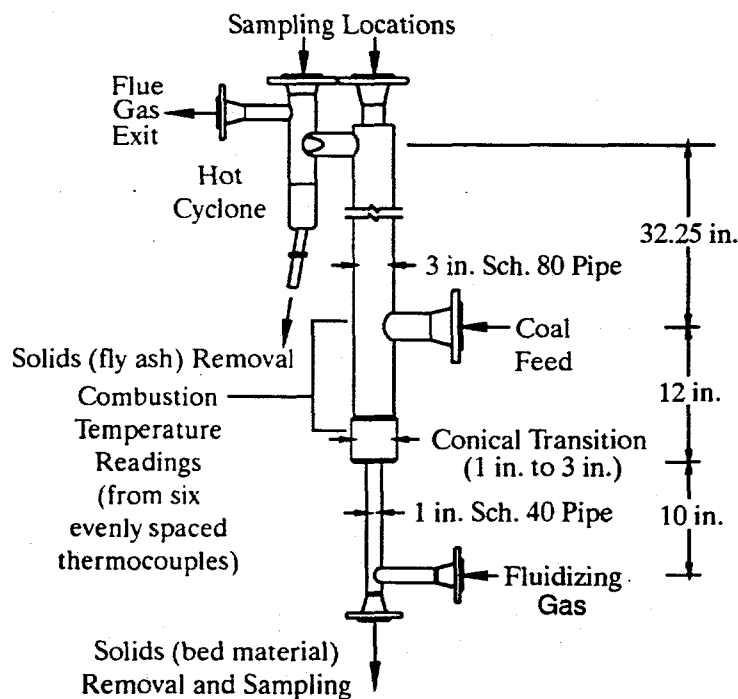 Sampling Locations
Flue
Gas
Exit
Hot
Cyclone
32.25 in.
3 in. Sch. 80 Pipe
Coal
Feed
Solids (fly ash) Removal
Combustion
Temperature
Readings
(from six
evenly spaced
thermocouples)
12 in.
Conical Transition
(1 in. to 3 in.)
1 in. Sch. 40 Pipe
10 in.
Fluidizing
Gas
Solids (bed material)
Removal and Sampling